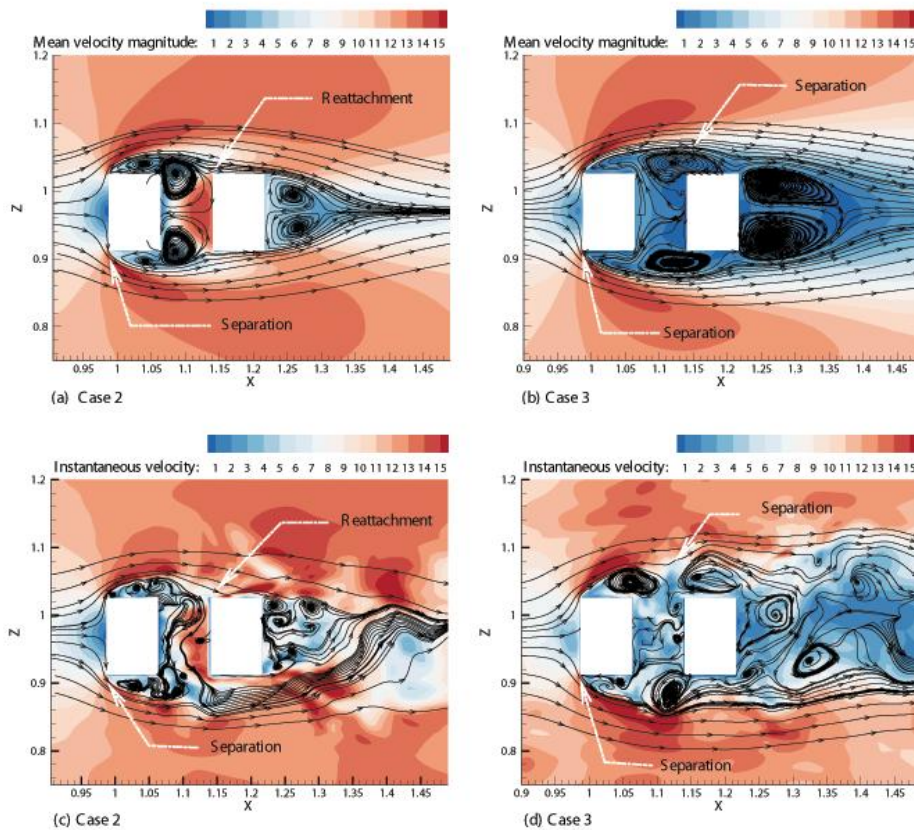 Mean velocity magnitude: 1 2 3 4 5 6 7 8 9 10 11 12 13 14 15
1.2
1.1
1
0.9
0.8
Z
Reattachment
Separation
0.95 1 1.05 1.1 1.15 1.2 1.25 1.3 1.35 1.4 1.45
X
(a) Case 2
Mean velocity magnitude: 1 2 3 4 5 6 7 8 9 10 11 12 13 14 15
1.2
1.1
1
0.9
0.8
Z
Separation
Separation
0.9 0.95 1 1.05 1.1 1.15 1.2 1.25 1.3 1.35 1.4 1.45
X
(b) Case 3
Instantaneous velocity: 1 2 3 4 5 6 7 8 9 10 11 12 13 14 15
1.2
1.1
1
0.9
0.8
Z
Reattachment
Separation
0.95 1 1.05 1.1 1.15 1.2 1.25 1.3 1.35 1.4 1.45
X
(c) Case 2
Instantaneous velocity: 1 2 3 4 5 6 7 8 9 10 11 12 13 14 15
1.2
1.1
1
0.9
0.8
Z
Separation
Separation
0.95 1 1.05 1.1 1.15 1.2 1.25 1.3 1.35 1.4 1.45
X
(d) Case 3